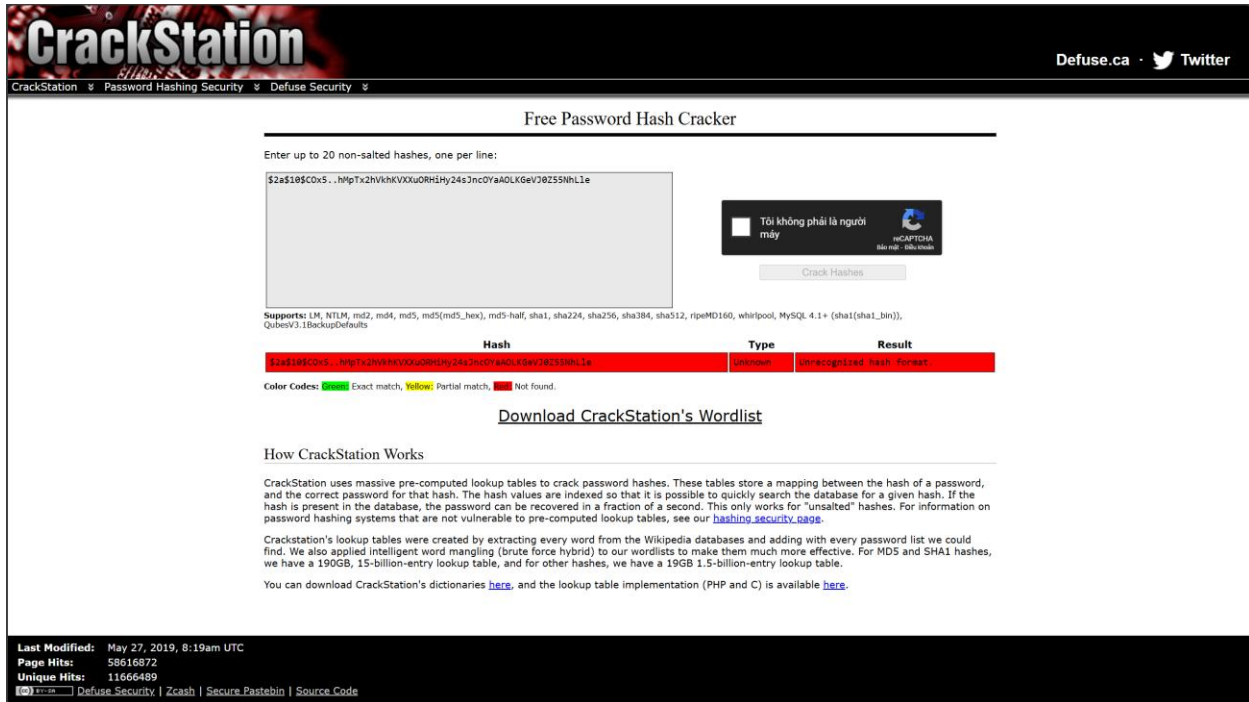 CrackStation
Defuse.ca · Twitter
CrackStation Password Hashing Security Defuse Security
Free Password Hash Cracker
Enter up to 20 non-salted hashes, one per line:
$2a$10$COx5..hMpTx2hVkhKVXXuORHiHy24sJncOYaAOLKGeVJ0Z55NhLle
Tôi không phải là người
máy
reCAPTCHA
Bảo mật - Điều khoản
Crack Hashes
Supports: LM, NTLM, md2, md4, md5, md5(md5_hex), md5-half, sha1, sha224, sha256, sha384, sha512, ripeMD160, whirlpool, MySQL 4.1+ (sha1(sha1_bin)),
QubesV3.1BackupDefaults
Hash Type Result
$2a$10$COx5..hMpTx2hVkhKVXXuORHiHy24sJncOYaAOLKGeVJ0Z55NhLle Unknown Unrecognized hash format.
Color Codes: Green: Exact match, Yellow: Partial match, Red: Not found.
Download CrackStation's Wordlist
How CrackStation Works
CrackStation uses massive pre-computed lookup tables to crack password hashes. These tables store a mapping between the hash of a password,
and the correct password for that hash. The hash values are indexed so that it is possible to quickly search the database for a given hash. If the
hash is present in the database, the password can be recovered in a fraction of a second. This only works for "unsalted" hashes. For information on
password hashing systems that are not vulnerable to pre-computed lookup tables, see our hashing security page.
Crackstation's lookup tables were created by extracting every word from the Wikipedia databases and adding with every password list we could
find. We also applied intelligent word mangling (brute force hybrid) to our wordlists to make them much more effective. For MD5 and SHA1 hashes,
we have a 190GB, 15-billion-entry lookup table, and for other hashes, we have a 19GB 1.5-billion-entry lookup table.
You can download CrackStation's dictionaries here, and the lookup table implementation (PHP and C) is available here.
Last Modified: May 27, 2019, 8:19am UTC
Page Hits: 58616872
Unique Hits: 11666489
(cc) BY-SA Defuse Security | Zcash | Secure Pastebin | Source Code